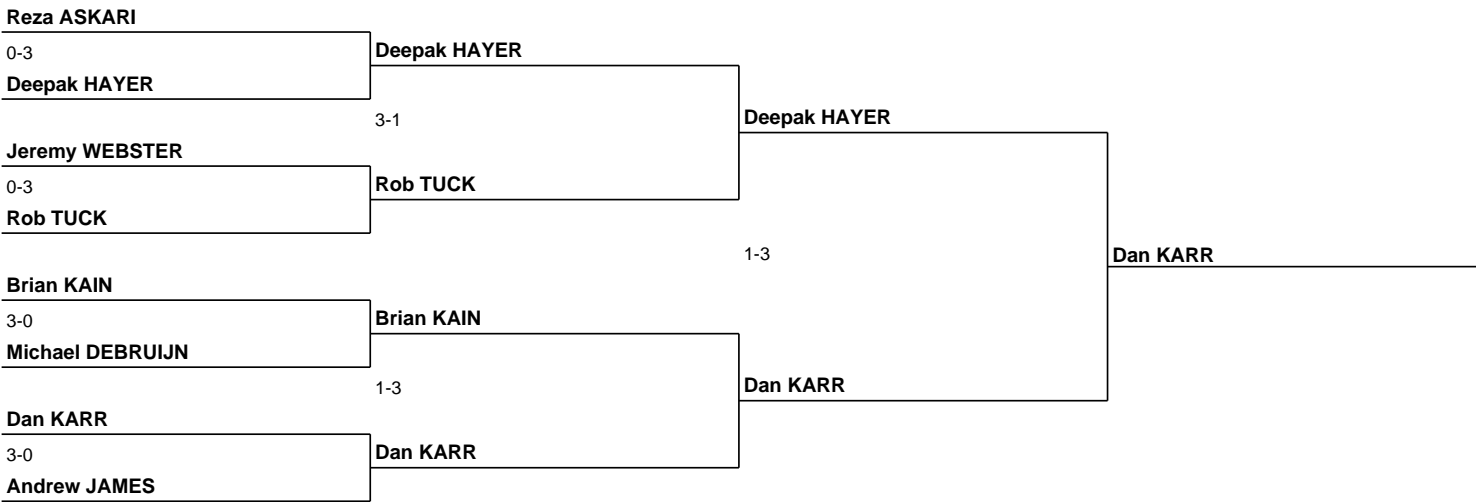 Reza ASKARI
0-3
Deepak HAYER
Deepak HAYER
3-1
Deepak HAYER
Jeremy WEBSTER
0-3
Rob TUCK
Rob TUCK
1-3
Dan KARR
Brian KAIN
3-0
Brian KAIN
Michael DEBRUIJN
1-3
Dan KARR
Dan KARR
3-0
Dan KARR
Andrew JAMES